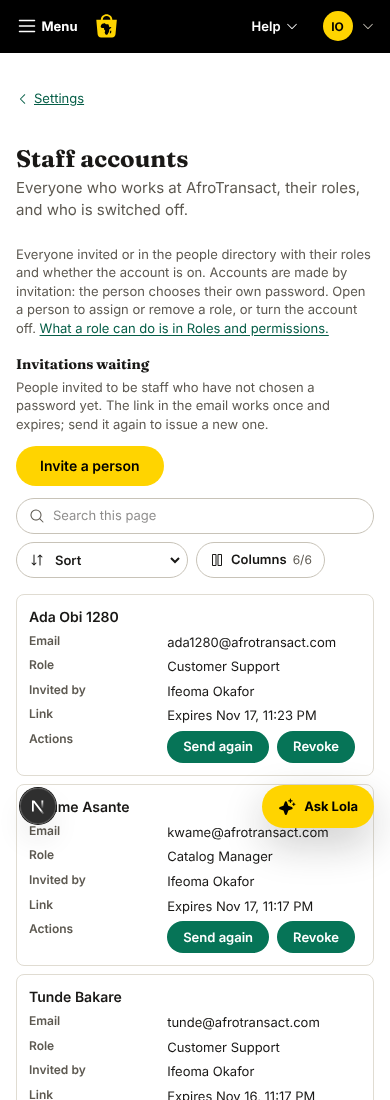 Menu
Help
IO
Settings
Staff accounts
Everyone who works at AfroTransact, their roles,
and who is switched off.
Everyone invited or in the people directory with their roles
and whether the account is on. Accounts are made by
invitation: the person chooses their own password. Open
a person to assign or remove a role, or turn the account
off. What a role can do is in Roles and permissions.
Invitations waiting
People invited to be staff who have not chosen a
password yet. The link in the email works once and
expires; send it again to issue a new one.
Invite a person
Search this page
Sort
Columns 6/6
Ada Obi 1280
Email ada1280@afrotransact.com
Role Customer Support
Invited by Ifeoma Okafor
Link Expires Nov 17, 11:23 PM
Actions Send again Revoke
N
me Asante
Ask Lola
Email kwame@afrotransact.com
Role Catalog Manager
Invited by Ifeoma Okafor
Link Expires Nov 17, 11:17 PM
Actions Send again Revoke
Tunde Bakare
Email tunde@afrotransact.com
Role Customer Support
Invited by Ifeoma Okafor
Link Expires Nov 16, 11:17 PM